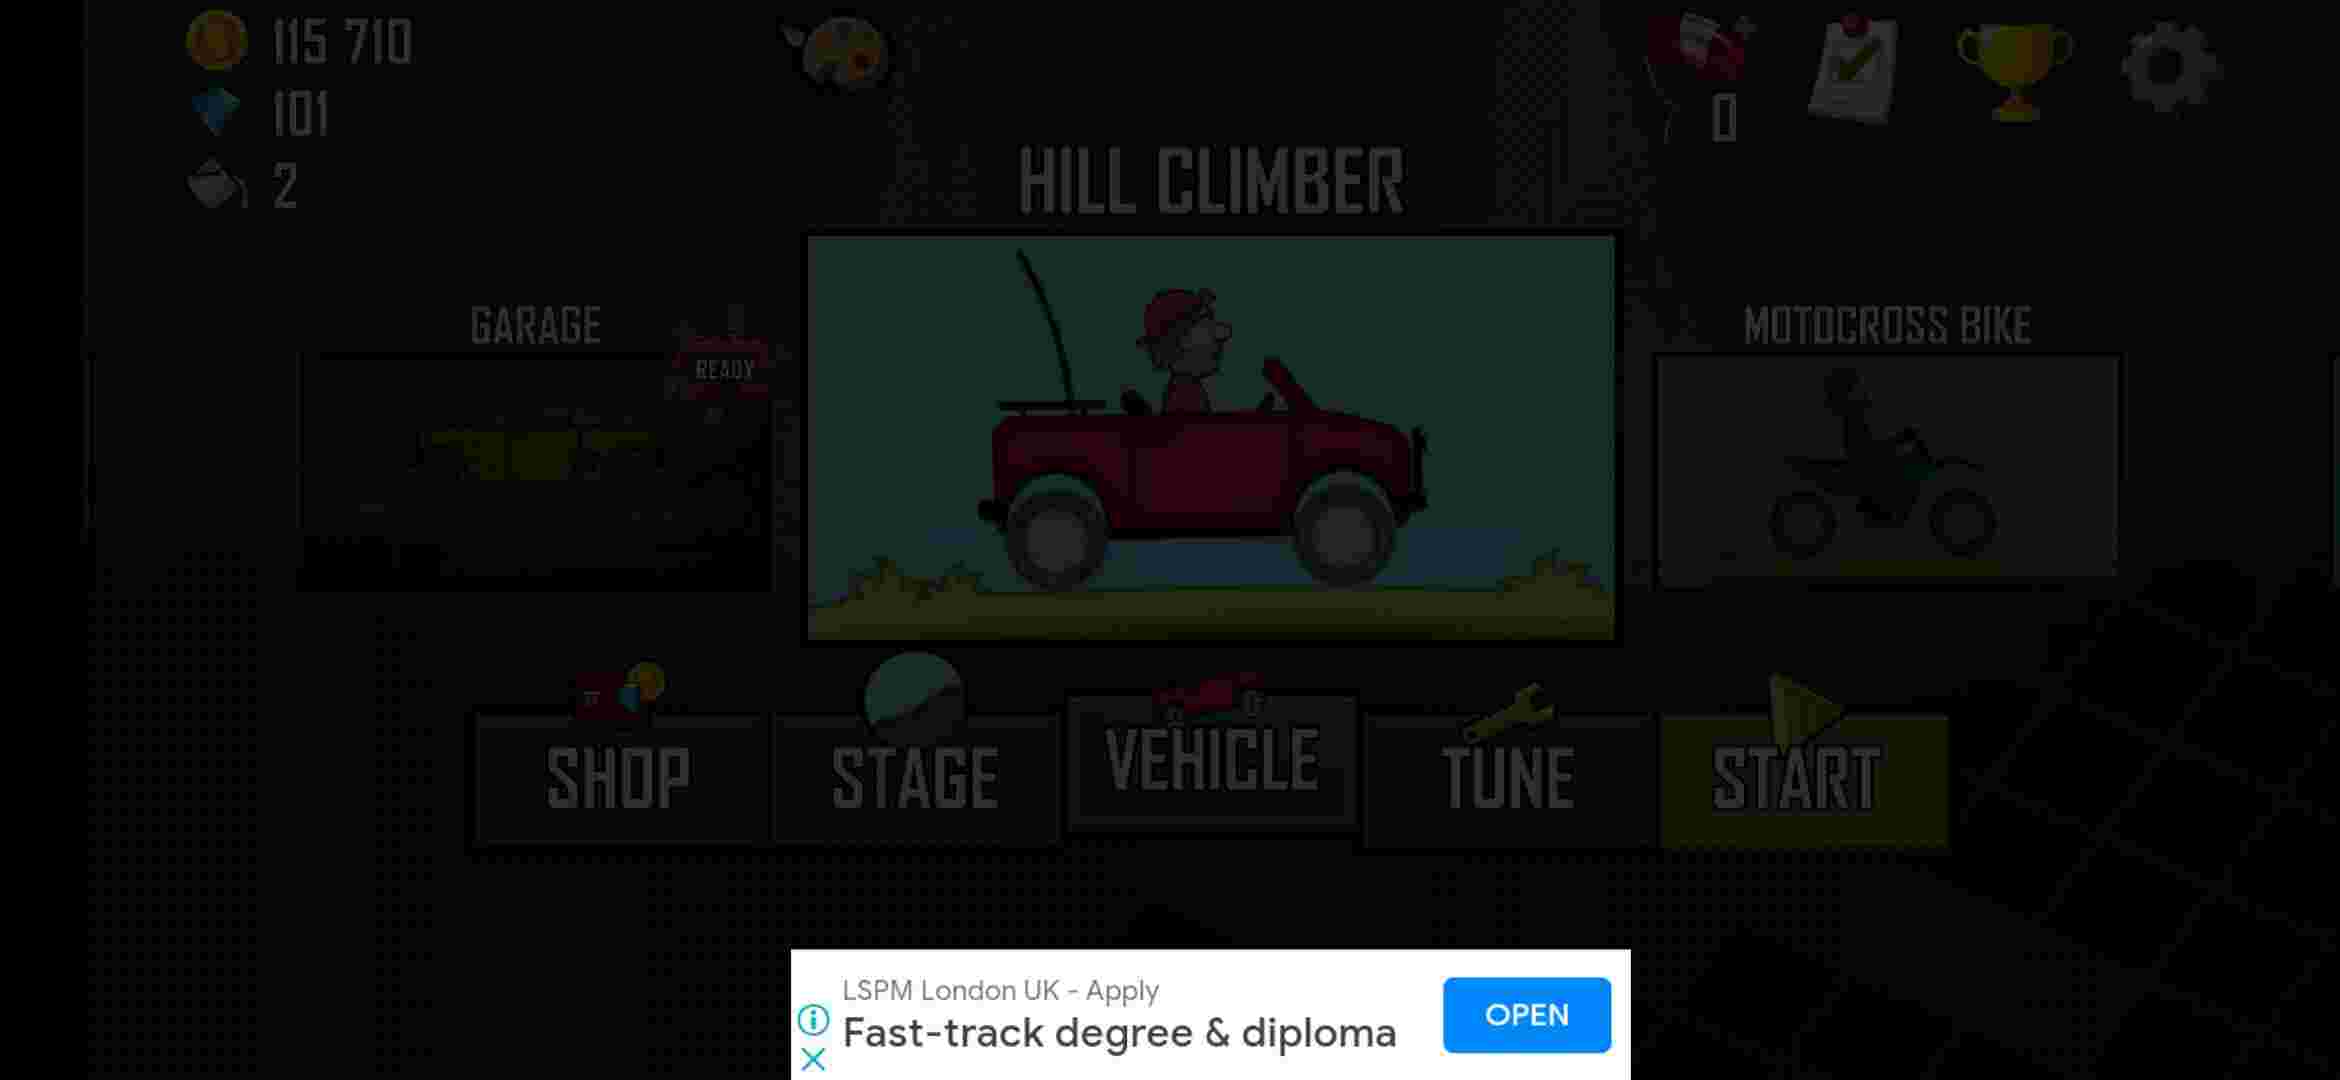 115 710
101
2
0
HILL CLIMBER
GARAGE
READY
MOTOCROSS BIKE
SHOP
STAGE
VEHICLE
TUNE
START
LSPM London UK - Apply
Fast-track degree & diploma
OPEN